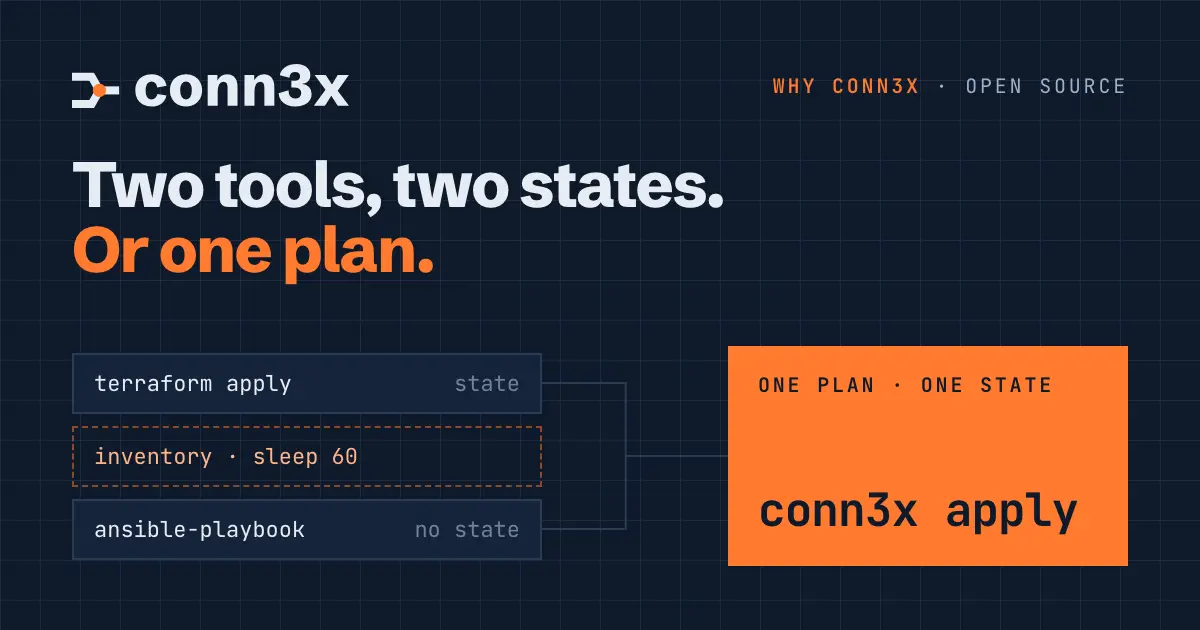 conn3x
WHY CONN3X · OPEN SOURCE
Two tools, two states.
Or one plan.
terraform apply state
inventory · sleep 60
ansible-playbook no state
ONE PLAN · ONE STATE
conn3x apply